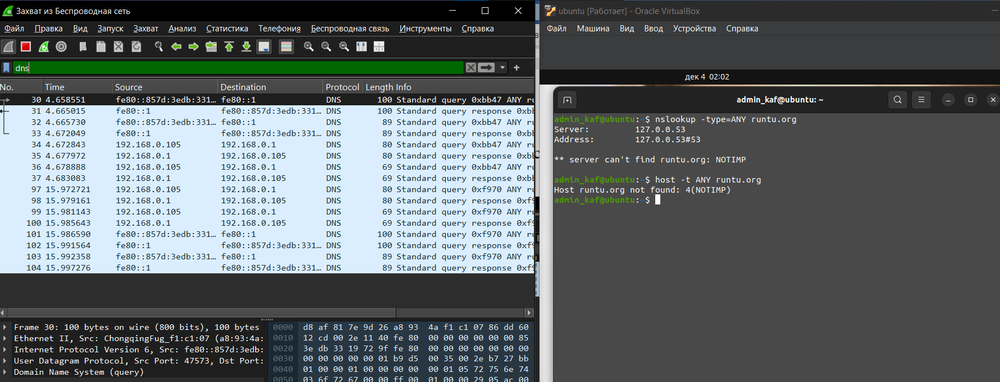 Захват из Беспроводная сеть
Файл Правка Вид Запуск Захват Анализ Статистика Телефония Беспроводная связь Инструменты Справка
dns
No. Time Source Destination Protocol Length Info
30 4.658551 fe80::857d:3edb:331… fe80::1 DNS 100 Standard query 0xbb47 ANY ru
31 4.665015 fe80::1 fe80::857d:3edb:331… DNS 100 Standard query response 0xbb
32 4.665730 fe80::857d:3edb:331… fe80::1 DNS 89 Standard query 0xbb47 ANY ru
33 4.672049 fe80::1 fe80::857d:3edb:331… DNS 89 Standard query response 0xbb
34 4.672843 192.168.0.105 192.168.0.1 DNS 80 Standard query 0xbb47 ANY ru
35 4.677972 192.168.0.1 192.168.0.105 DNS 80 Standard query response 0xbb
36 4.678888 192.168.0.105 192.168.0.1 DNS 69 Standard query 0xbb47 ANY ru
37 4.683083 192.168.0.1 192.168.0.105 DNS 69 Standard query response 0xbb
97 15.972721 192.168.0.105 192.168.0.1 DNS 80 Standard query 0xf970 ANY ru
98 15.979161 192.168.0.1 192.168.0.105 DNS 80 Standard query response 0xf9
99 15.981143 192.168.0.105 192.168.0.1 DNS 69 Standard query 0xf970 ANY ru
100 15.985643 192.168.0.1 192.168.0.105 DNS 69 Standard query response 0xf9
101 15.986590 fe80::857d:3edb:331… fe80::1 DNS 100 Standard query 0xf970 ANY ru
102 15.991564 fe80::1 fe80::857d:3edb:331… DNS 100 Standard query response 0xf9
103 15.992358 fe80::857d:3edb:331… fe80::1 DNS 89 Standard query 0xf970 ANY ru
104 15.997276 fe80::1 fe80::857d:3edb:331… DNS 89 Standard query response 0xf9
Frame 30: 100 bytes on wire (800 bits), 100 bytes
Ethernet II, Src: ChongqingFug_f1:c1:07 (a8:93:4a:
Internet Protocol Version 6, Src: fe80::857d:3edb:
User Datagram Protocol, Src Port: 47573, Dst Port:
Domain Name System (query)
0000 d8 af 81 7e 9d 26 a8 93 4a f1 c1 07 86 dd 60
0010 12 cd 00 2e 11 40 fe 80 00 00 00 00 00 00 85
0020 3e db 33 19 72 9f fe 80 00 00 00 00 00 00 00
0030 00 00 00 00 00 01 b9 d5 00 35 00 2e b7 27 bb
0040 01 00 00 01 00 00 00 00 00 01 05 72 75 6e 74
0050 03 6f 72 67 00 00 ff 00 01 00 00 29 05 ac 00
ubuntu [Работает] - Oracle VirtualBox
Файл Машина Вид Ввод Устройства Справка
дек 4 02:02
admin_kaf@ubuntu: ~
admin_kaf@ubuntu:~$ nslookup -type=ANY runtu.org
Server: 127.0.0.53
Address: 127.0.0.53#53
** server can't find runtu.org: NOTIMP
admin_kaf@ubuntu:~$ host -t ANY runtu.org
Host runtu.org not found: 4(NOTIMP)
admin_kaf@ubuntu:~$